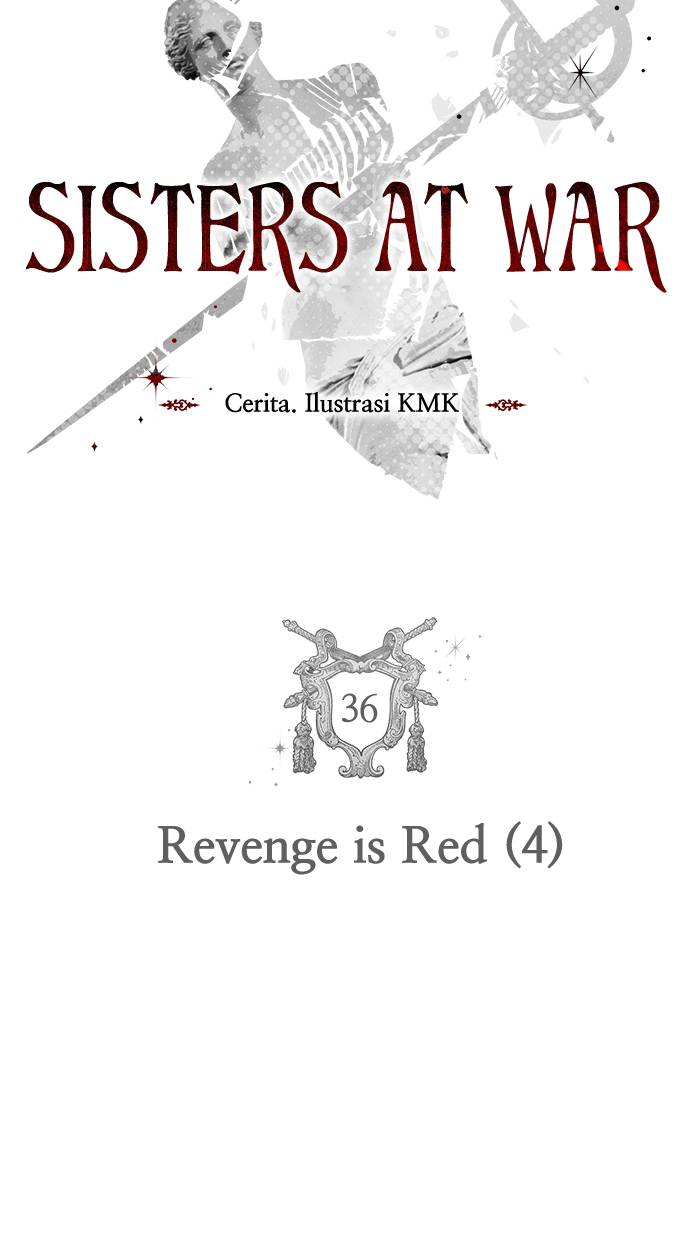 SISTERS AT WAR
Cerita. Ilustrasi KMK
36
Revenge is Red (4)